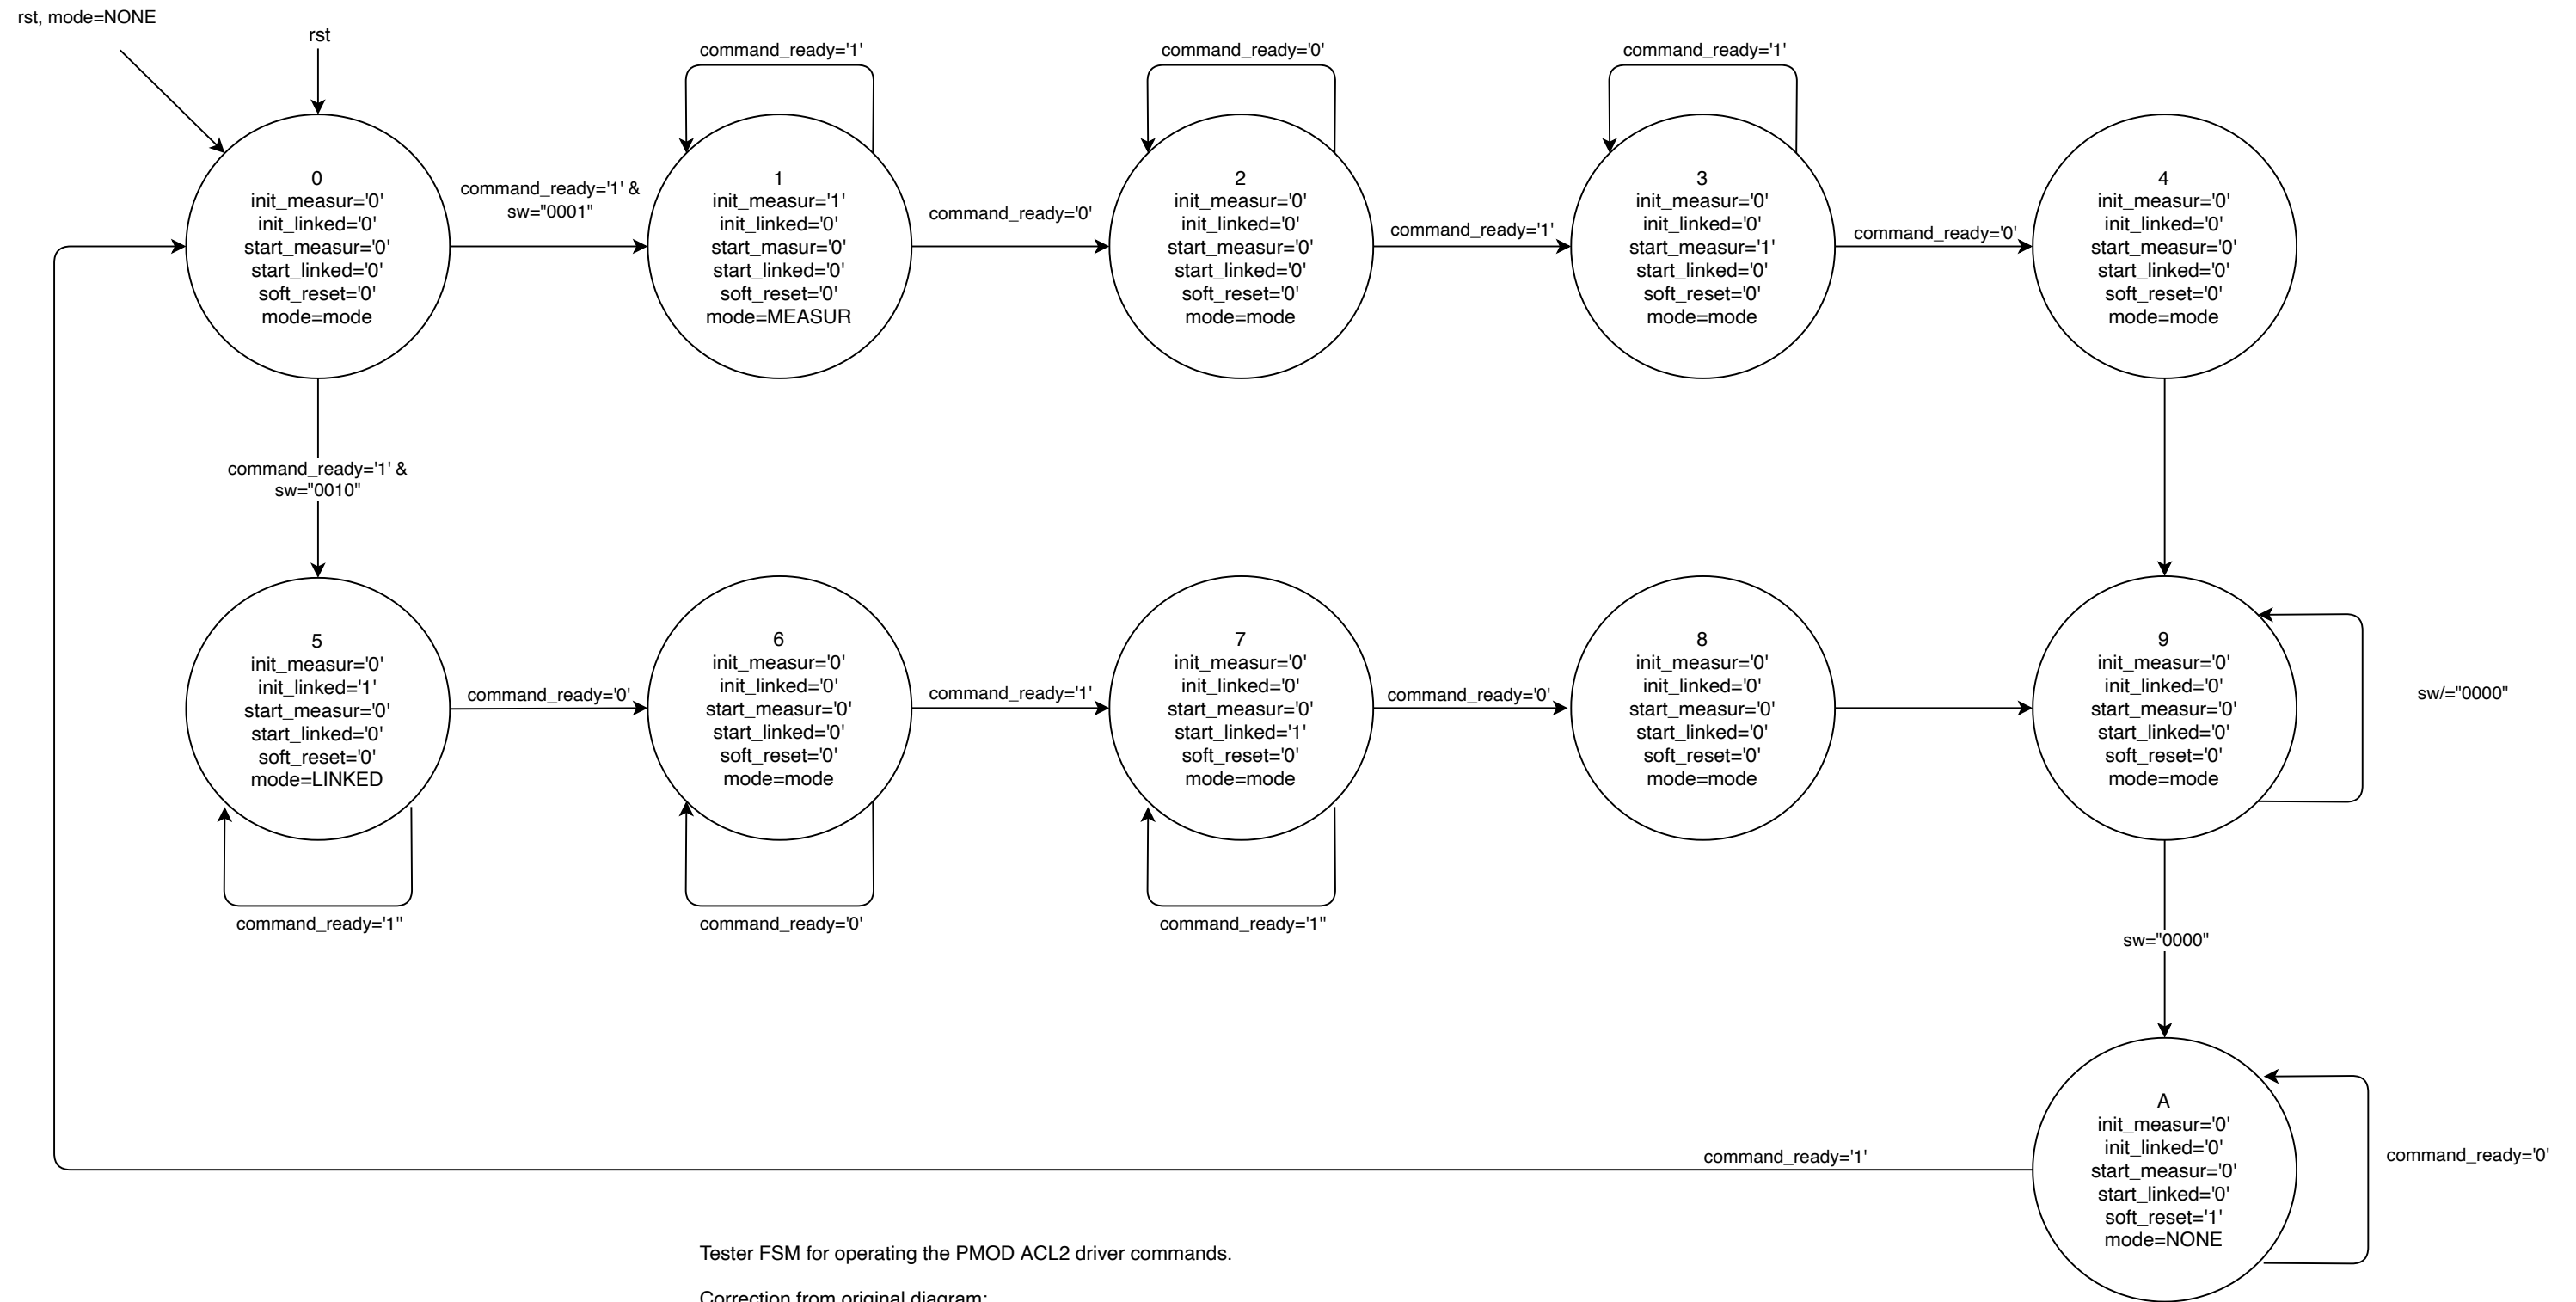 rst, mode=NONE
rst
command_ready='1'
command_ready='0'
command_ready='1'
0
init_measur='0'
init_linked='0'
start_measur='0'
start_linked='0'
soft_reset='0'
mode=mode
command_ready='1' &
sw="0001"
1
init_measur='1'
init_linked='0'
start_masur='0'
start_linked='0'
soft_reset='0'
mode=MEASUR
command_ready='0'
2
init_measur='0'
init_linked='0'
start_measur='0'
start_linked='0'
soft_reset='0'
mode=mode
command_ready='1'
3
init_measur='0'
init_linked='0'
start_measur='1'
start_linked='0'
soft_reset='0'
mode=mode
command_ready='0'
4
init_measur='0'
init_linked='0'
start_measur='0'
start_linked='0'
soft_reset='0'
mode=mode
command_ready='1' &
sw="0010"
5
init_measur='0'
init_linked='1'
start_measur='0'
start_linked='0'
soft_reset='0'
mode=LINKED
command_ready='0'
6
init_measur='0'
init_linked='0'
start_measur='0'
start_linked='0'
soft_reset='0'
mode=mode
command_ready='1'
7
init_measur='0'
init_linked='0'
start_measur='0'
start_linked='1'
soft_reset='0'
mode=mode
command_ready='0'
8
init_measur='0'
init_linked='0'
start_measur='0'
start_linked='0'
soft_reset='0'
mode=mode
9
init_measur='0'
init_linked='0'
start_measur='0'
start_linked='0'
soft_reset='0'
mode=mode
sw/="0000"
command_ready='1"
command_ready='0'
command_ready='1"
sw="0000"
A
init_measur='0'
init_linked='0'
start_measur='0'
start_linked='0'
soft_reset='1'
mode=NONE
command_ready='1'
command_ready='0'
Tester FSM for operating the PMOD ACL2 driver commands.
Correction from original diagram: